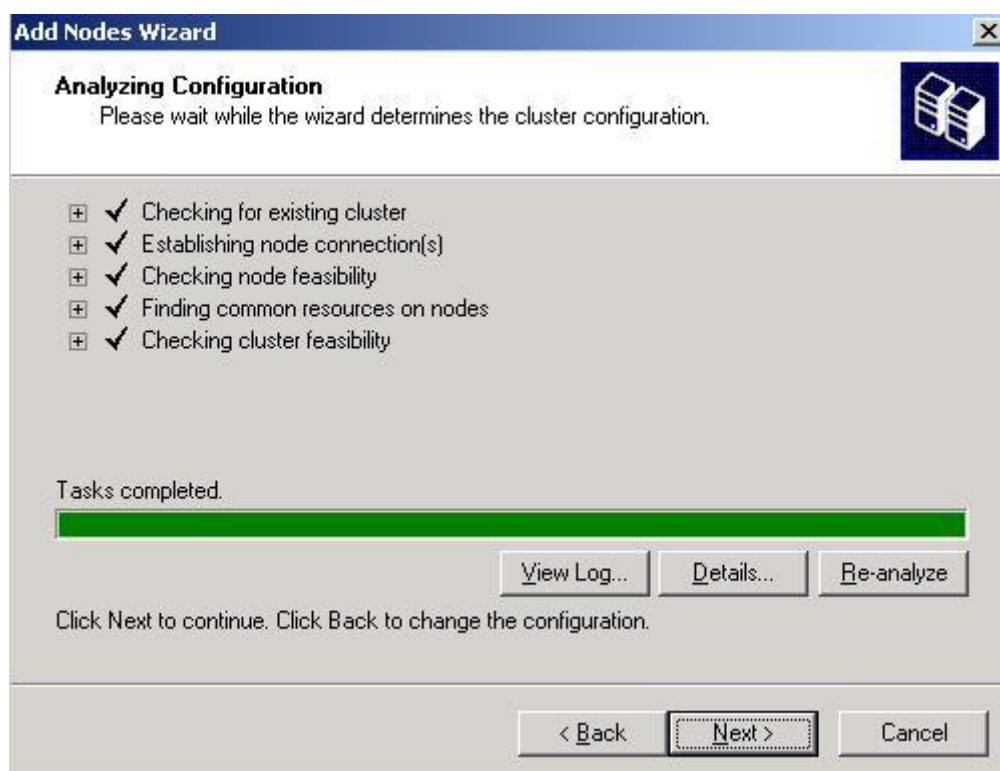 Add Nodes Wizard
Analyzing Configuration
Please wait while the wizard determines the cluster configuration.
Checking for existing cluster
Establishing node connection(s)
Checking node feasibility
Finding common resources on nodes
Checking cluster feasibility
Tasks completed.
View Log... Details... Re-analyze
Click Next to continue. Click Back to change the configuration.
< Back Next > Cancel